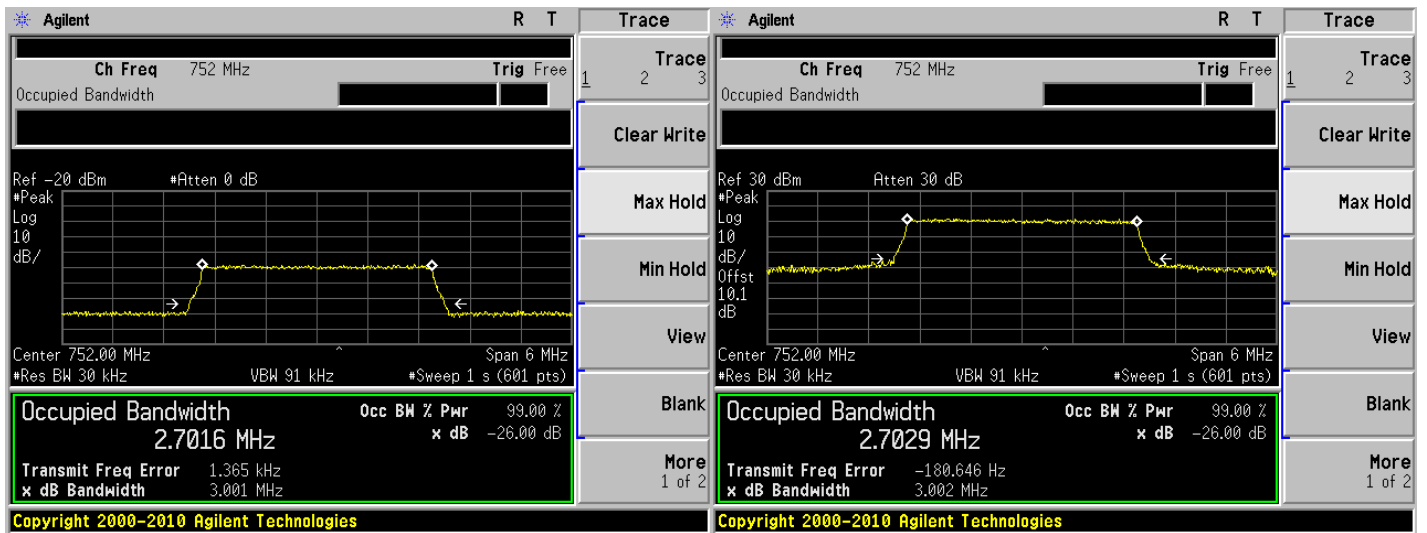 Agilent R T Trace
Ch Freq 752 MHz Trig Free
Occupied Bandwidth
Trace
1 2 3
Clear Write
Ref -20 dBm #Atten 0 dB
#Peak
Log
10
dB/
Max Hold
Min Hold
View
Center 752.00 MHz Span 6 MHz
#Res BW 30 kHz VBW 91 kHz #Sweep 1 s (601 pts)
Occupied Bandwidth Occ BW % Pwr 99.00 %
2.7016 MHz x dB -26.00 dB
Transmit Freq Error 1.365 kHz
x dB Bandwidth 3.001 MHz
Blank
More
1 of 2
Copyright 2000-2010 Agilent Technologies
Agilent R T Trace
Ch Freq 752 MHz Trig Free
Occupied Bandwidth
Trace
1 2 3
Clear Write
Ref 30 dBm Atten 30 dB
#Peak
Log
10
dB/
Offst
10.1
dB
Max Hold
Min Hold
View
Center 752.00 MHz Span 6 MHz
#Res BW 30 kHz VBW 91 kHz #Sweep 1 s (601 pts)
Occupied Bandwidth Occ BW % Pwr 99.00 %
2.7029 MHz x dB -26.00 dB
Transmit Freq Error -180.646 Hz
x dB Bandwidth 3.002 MHz
Blank
More
1 of 2
Copyright 2000-2010 Agilent Technologies